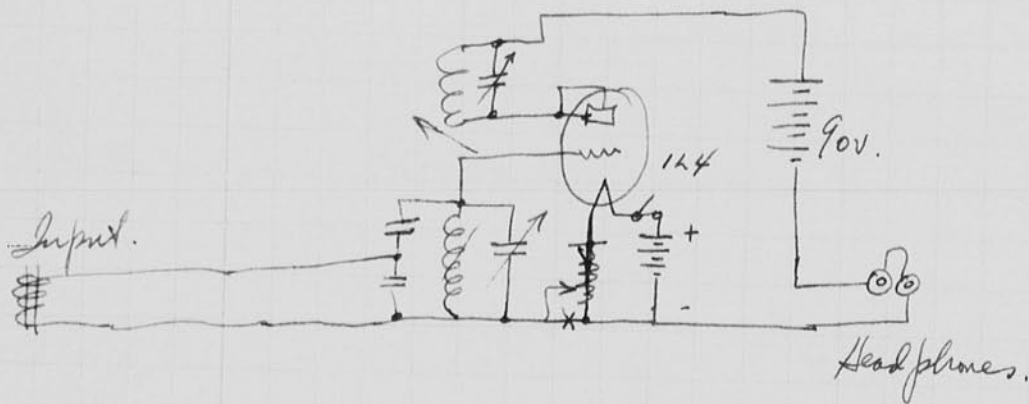 1L4
90v.
+
-
Input.
Headphones.